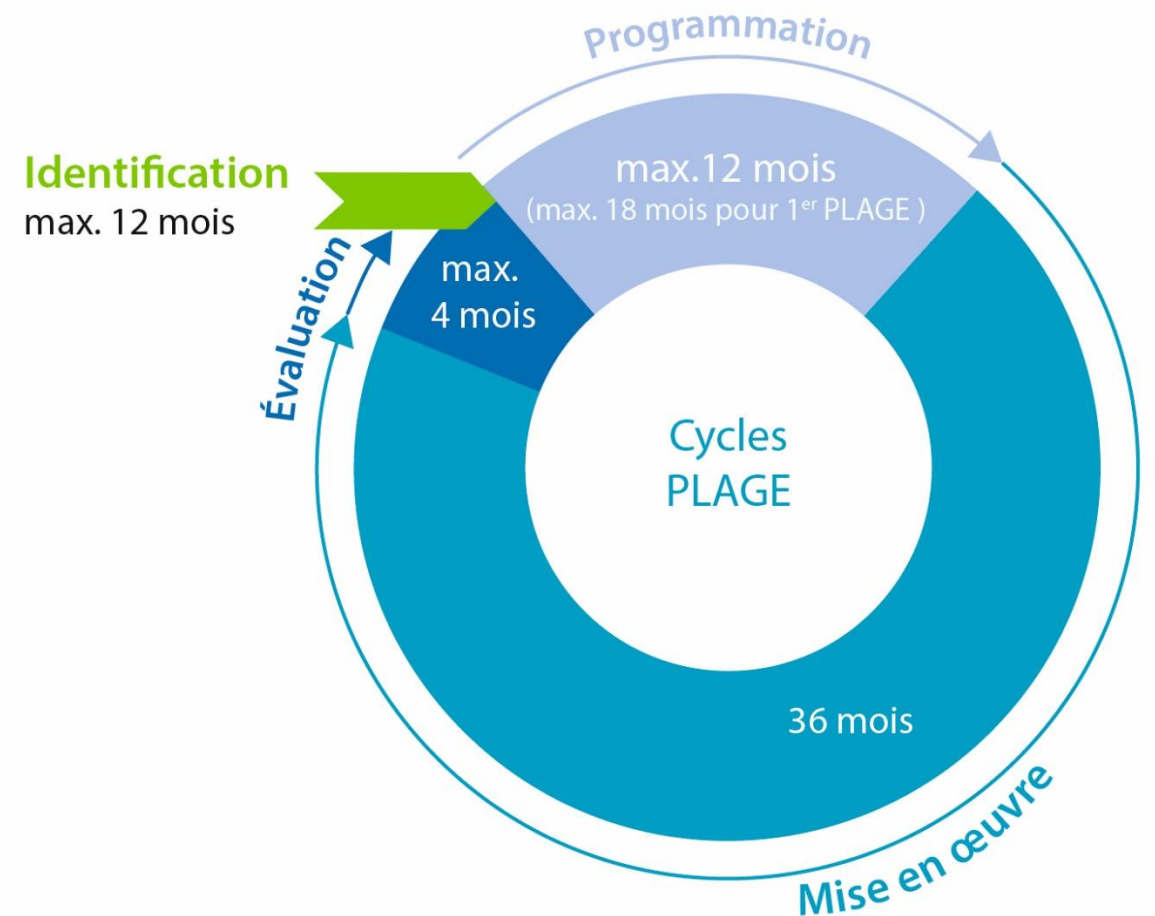 Programmation
Identification
max. 12 mois
max.12 mois
(max. 18 mois pour 1er PLAGE )
Évaluation
max.
4 mois
Cycles
PLAGE
36 mois
Mise en œuvre